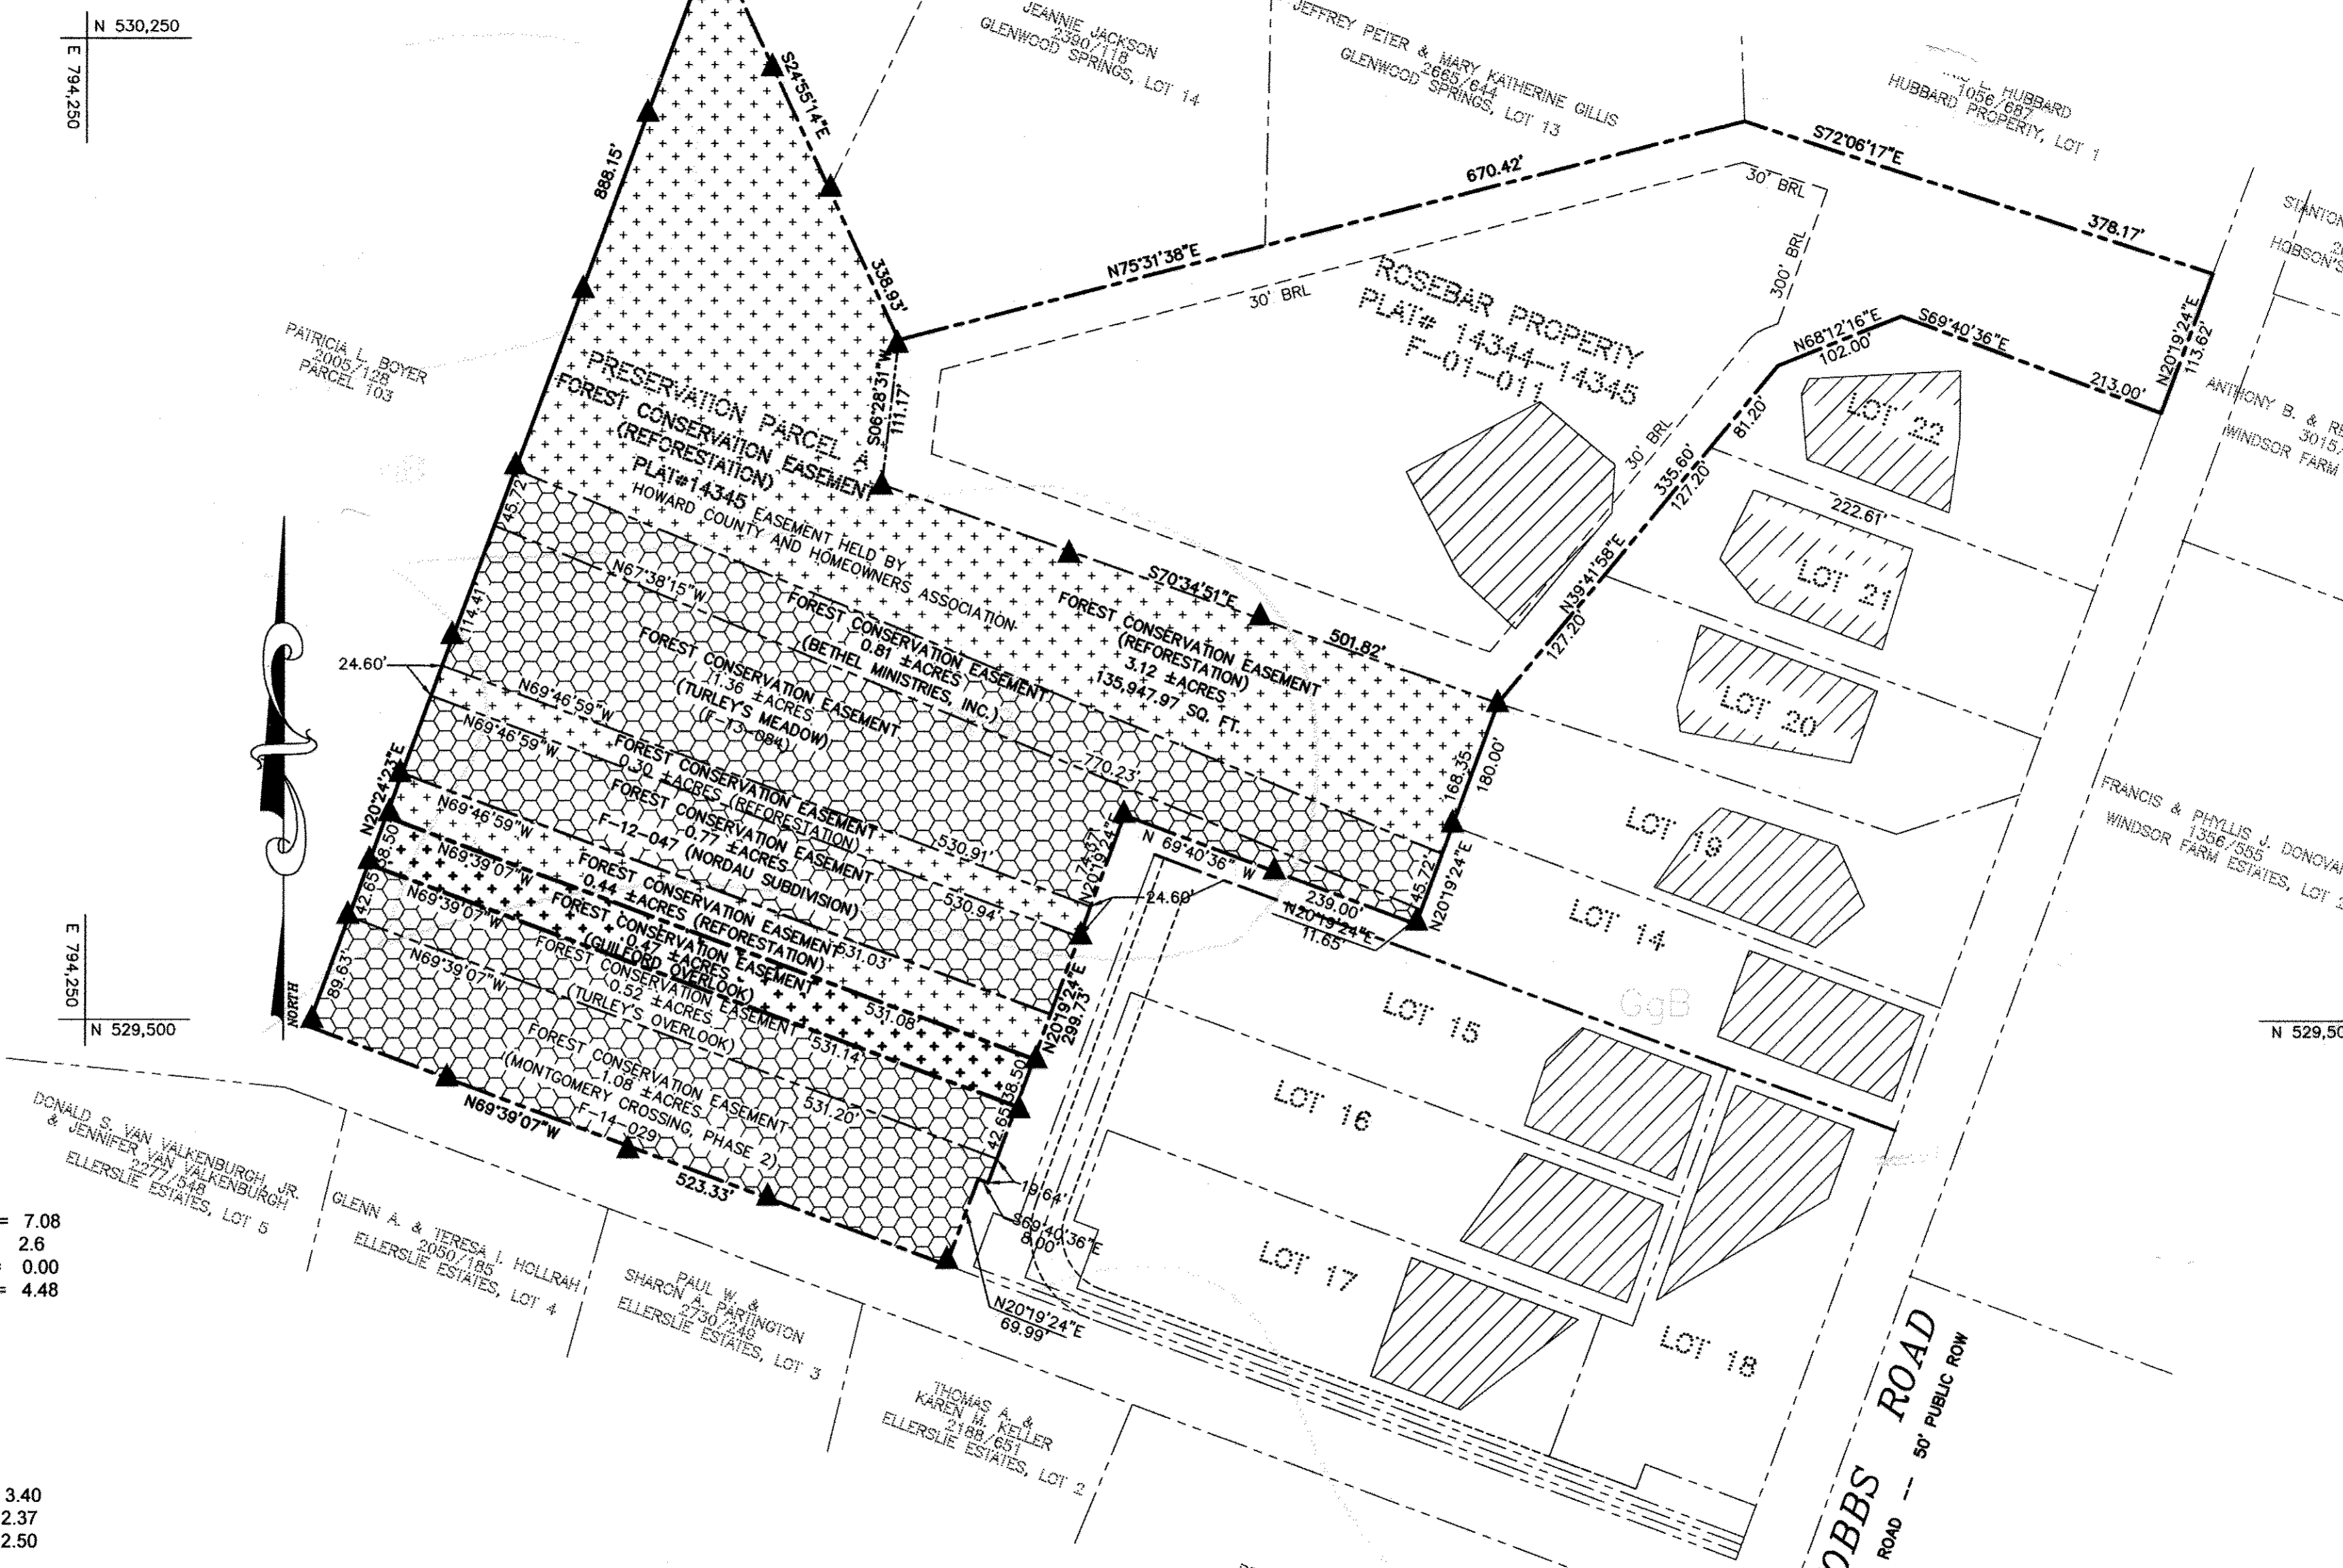 N 530,250
E 794,250
JEANNIE JACKSON
2390/118
GLENWOOD SPRINGS, LOT 14
JEFFREY PETER & MARY KATHERINE GILLIS
2665/644
GLENWOOD SPRINGS, LOT 13
L. HUBBARD
1056/687
HUBBARD PROPERTY, LOT 1
S24°55'14"E
338.93'
888.15'
N75°31'38"E
670.42'
S72°06'17"E
378.17'
30' BRL
300' BRL
30' BRL
30' BRL
ROSEBAR PROPERTY
PLAT# 14344-14345
F-01-011
N68°12'16"E
102.00'
S69°40'36"E
213.00'
N20°19'24"E
113.62'
STANTON
HOBSON'S
ANTHONY B. & RE
3015/
WINDSOR FARM
PATRICIA L. BOYER
2005/128
PARCEL 103
S06°28'31"W
111.17'
PRESERVATION PARCEL A
FOREST CONSERVATION EASEMENT
(REFORESTATION)
PLAT#14345
EASEMENT HELD BY
HOWARD COUNTY AND HOMEOWNERS ASSOCIATION
81.20'
335.60'
127.20'
N39°41'58"E
127.20'
LOT 22
222.61'
LOT 21
LOT 20
LOT 19
LOT 14
LOT 15
LOT 16
LOT 17
LOT 18
GgB
S70°34'51"E
501.82'
FOREST CONSERVATION EASEMENT
(REFORESTATION)
3.12 ±ACRES
135,947.97 SQ. FT.
168.35'
180.00'
45.72'
N67°38'15"W
770.23'
FOREST CONSERVATION EASEMENT
0.81 ±ACRES
(BETHEL MINISTRIES, INC.)
45.72'
N20°19'24"E
114.41'
FOREST CONSERVATION EASEMENT
1.36 ±ACRES
(TURLEY'S MEADOW)
(F-13-084)
24.60'
N69°46'59"W
530.91'
74.37'
N20°19'24"E
N 69°40'36" W
239.00'
N20°19'24"E
11.65'
FOREST CONSERVATION EASEMENT
0.30 ±ACRES (REFORESTATION)
24.60'
N69°46'59"W
530.94'
FOREST CONSERVATION EASEMENT
0.77 ±ACRES
F-12-047 (NORDAU SUBDIVISION)
N20°24'23"E
N69°46'59"W
531.03'
FOREST CONSERVATION EASEMENT
0.44 ±ACRES (REFORESTATION)
N20°19'24"E
299.73'
38.50'
N69°39'07"W
531.08'
FOREST CONSERVATION EASEMENT
0.47 ±ACRES
(GUILFORD OVERLOOK)
38.50'
42.65'
N69°39'07"W
531.14'
FOREST CONSERVATION EASEMENT
0.52 ±ACRES
(TURLEY'S OVERLOOK)
42.65'
89.63'
N69°39'07"W
531.20'
FOREST CONSERVATION EASEMENT
1.08 ±ACRES
(MONTGOMERY CROSSING, PHASE 2)
F-14-029
19.64'
S69°40'36"E
8.00'
N20°19'24"E
69.99'
N69°39'07"W
523.33'
NORTH
E 794,250
N 529,500
N 529,50
FRANCIS & PHYLLIS J. DONOVAN
1356/555
WINDSOR FARM ESTATES, LOT
DONALD S. VAN VALKENBURGH, JR.
& JENNIFER VAN VALKENBURGH
2277/548
ELLERSLIE ESTATES, LOT 5
GLENN A. & TERESA I. HOLLRAH
2050/185
ELLERSLIE ESTATES, LOT 4
PAUL W. &
SHARON A. PARTINGTON
2730/249
ELLERSLIE ESTATES, LOT 3
THOMAS A. &
KAREN M. KELLER
2188/651
ELLERSLIE ESTATES, LOT 2
= 7.08
2.6
0.00
= 4.48
3.40
2.37
2.50
OBBS ROAD
ROAD -- 50' PUBLIC ROW